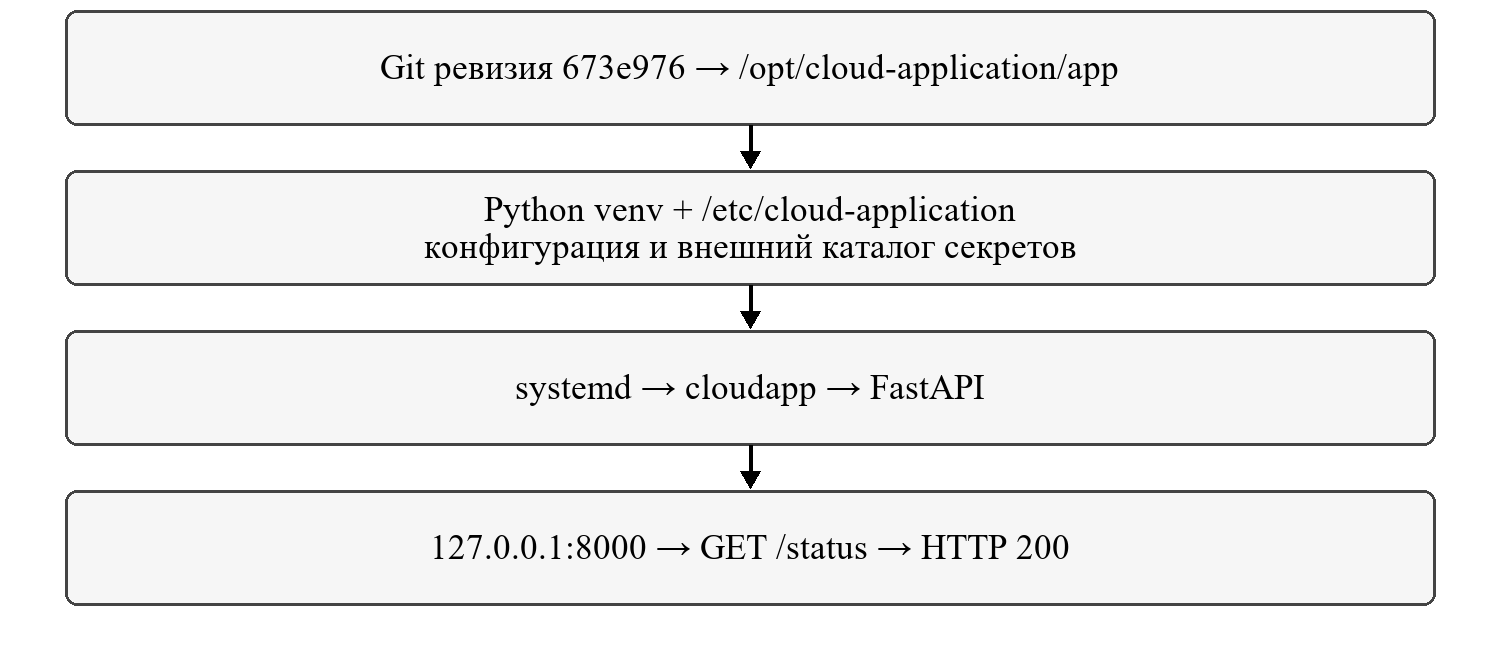 Git ревизия 673e976 → /opt/cloud-application/app
Python venv + /etc/cloud-application
конфигурация и внешний каталог секретов
systemd → cloudapp → FastAPI
127.0.0.1:8000 → GET /status → HTTP 200